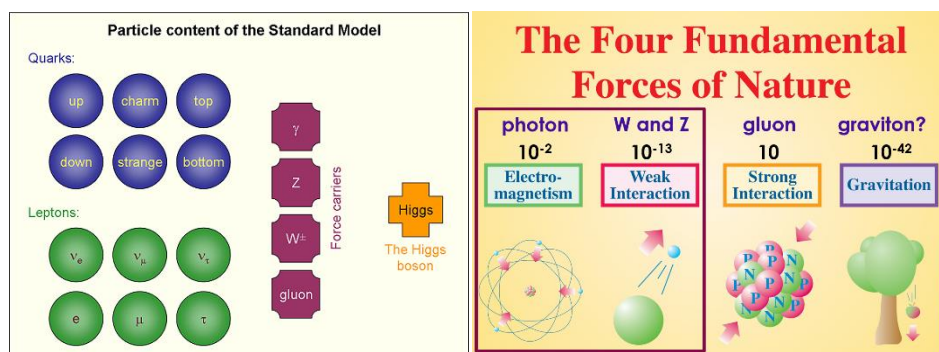 Particle content of the Standard Model
Quarks:
up charm top
down strange bottom
Leptons:
νe νμ ντ
e μ τ
γ
Z
W±
gluon
Force carriers
Higgs
The Higgs
boson
The Four Fundamental
Forces of Nature
photon W and Z gluon graviton?
10-2 10-13 10 10-42
Electro-
magnetism
Weak
Interaction
Strong
Interaction
Gravitation
P
P N P
N P N
N P
P N P
N P N